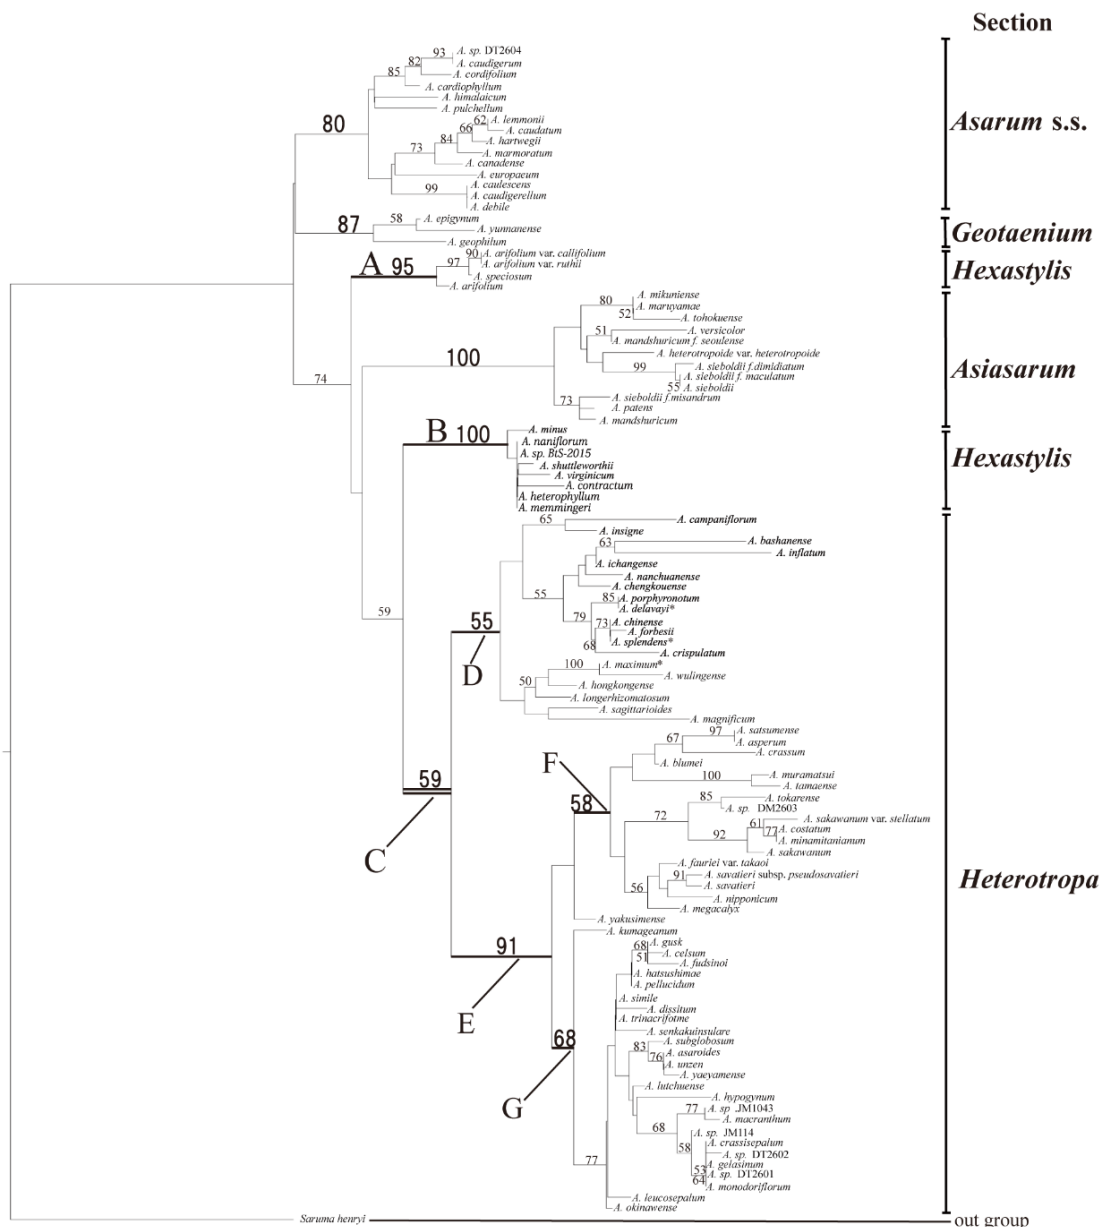 Section
93
A. sp. DT2604
82
A. caudigerum
85
A. cordifolium
A. cardiophyllum
A. himalaicum
A. pulchellum
80
62
A. lemmonii
66
A. caudatum
84
A. hartwegii
73
A. marmoratum
A. canadense
A. europaeum
A. caulescens
99
A. caudigerellum
A. debile
Asarum s.s.
87
58
A. epigynum
A. yunnanense
A. geophilum
Geotaenium
A 95
90
A. arifolium var. callifolium
97
A. arifolium var. ruthii
A. speciosum
A. arifolium
Hexastylis
74
100
80
A. mikuniense
A. maruyamae
52
A. tohokuense
51
A. versicolor
A. mandshuricum f. seoulense
A. heterotropoide var. heterotropoide
99
A. sieboldii f.dimidiatum
A. sieboldii f. maculatum
55
A. sieboldii
A. sieboldii f.misandrum
73
A. patens
A. mandshuricum
Asiasarum
B 100
A. minus
A. naniflorum
A. sp. BtS-2015
A. shuttleworthii
A. virginicum
A. contractum
A. heterophyllum
A. memmingeri
Hexastylis
59
59
C
55
D
65
A. campaniflorum
A. insigne
63
A. bashanense
A. inflatum
A. ichangense
A. nanchuanense
55
A. chengkouense
85
A. porphyronotum
A. delavayi*
79
73
A. chinense
A. forbesii
68
A. splendens*
A. crispulatum
100
A. maximum*
A. wulingense
50
A. hongkongense
A. longerhizomatosum
A. sagittarioides
A. magnificum
91
E
F
58
97
A. satsumense
67
A. asperum
A. crassum
A. blumei
100
A. muramatsui
A. tamaense
85
A. tokarense
A. sp. DM2603
72
61
A. sakawanum var. stellatum
77
A. costatum
92
A. minamitanianum
A. sakawanum
A. fauriei var. takaoi
91
A. savatieri subsp. pseudosavatieri
56
A. savatieri
A. nipponicum
A. megacalyx
A. yakusimense
68
G
A. kumageanum
68
A. gusk
51
A. celsum
A. fudsinoi
A. hatsushimae
A. pellucidum
A. simile
A. dissitum
A. trinacrifotme
A. senkakuinsulare
83
A. subglobosum
76
A. asaroides
A. unzen
A. yaeyamense
A. lutchuense
A. hypogynum
77
A. sp .JM1043
A. macranthum
68
A. sp. JM114
58
A. crassisepalum
A. sp. DT2602
A. gelasinum
53
A. sp. DT2601
64
A. monodoriflorum
77
A. leucosepalum
A. okinawense
Heterotropa
Saruma henryi
out group